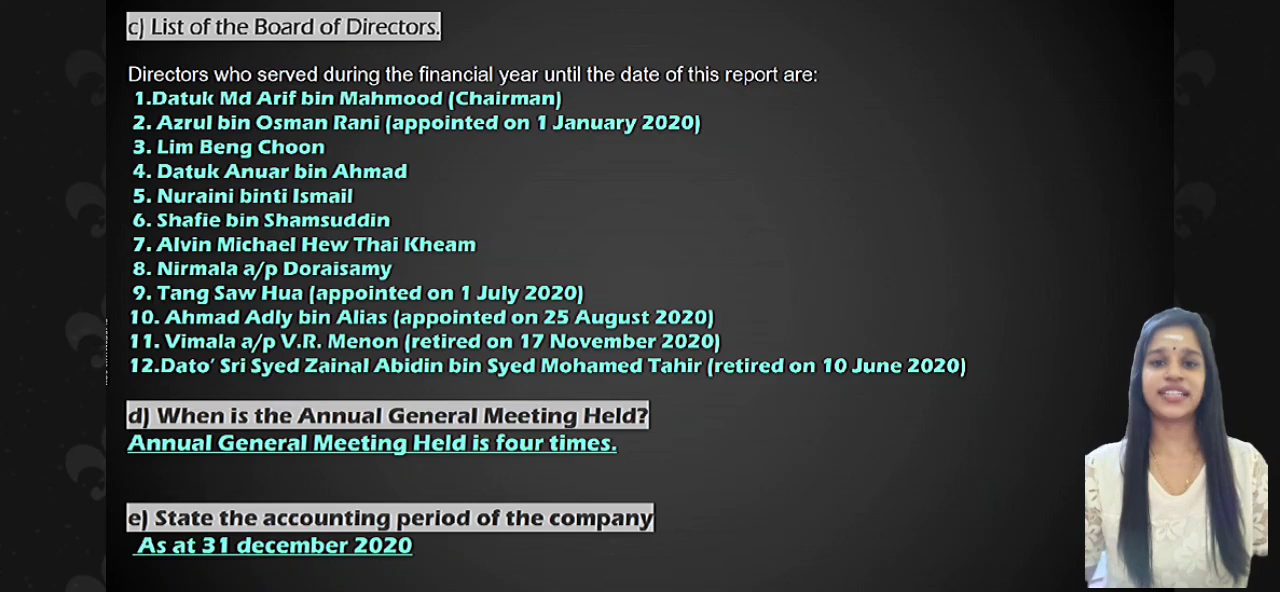 c) List of the Board of Directors.
Directors who served during the financial year until the date of this report are:
1.Datuk Md Arif bin Mahmood (Chairman)
2. Azrul bin Osman Rani (appointed on 1 January 2020)
3. Lim Beng Choon
4. Datuk Anuar bin Ahmad
5. Nuraini binti Ismail
6. Shafie bin Shamsuddin
7. Alvin Michael Hew Thai Kheam
8. Nirmala a/p Doraisamy
9. Tang Saw Hua (appointed on 1 July 2020)
10. Ahmad Adly bin Alias (appointed on 25 August 2020)
11. Vimala a/p V.R. Menon (retired on 17 November 2020)
12.Dato’ Sri Syed Zainal Abidin bin Syed Mohamed Tahir (retired on 10 June 2020)
d) When is the Annual General Meeting Held?
Annual General Meeting Held is four times.
e) State the accounting period of the company
As at 31 december 2020